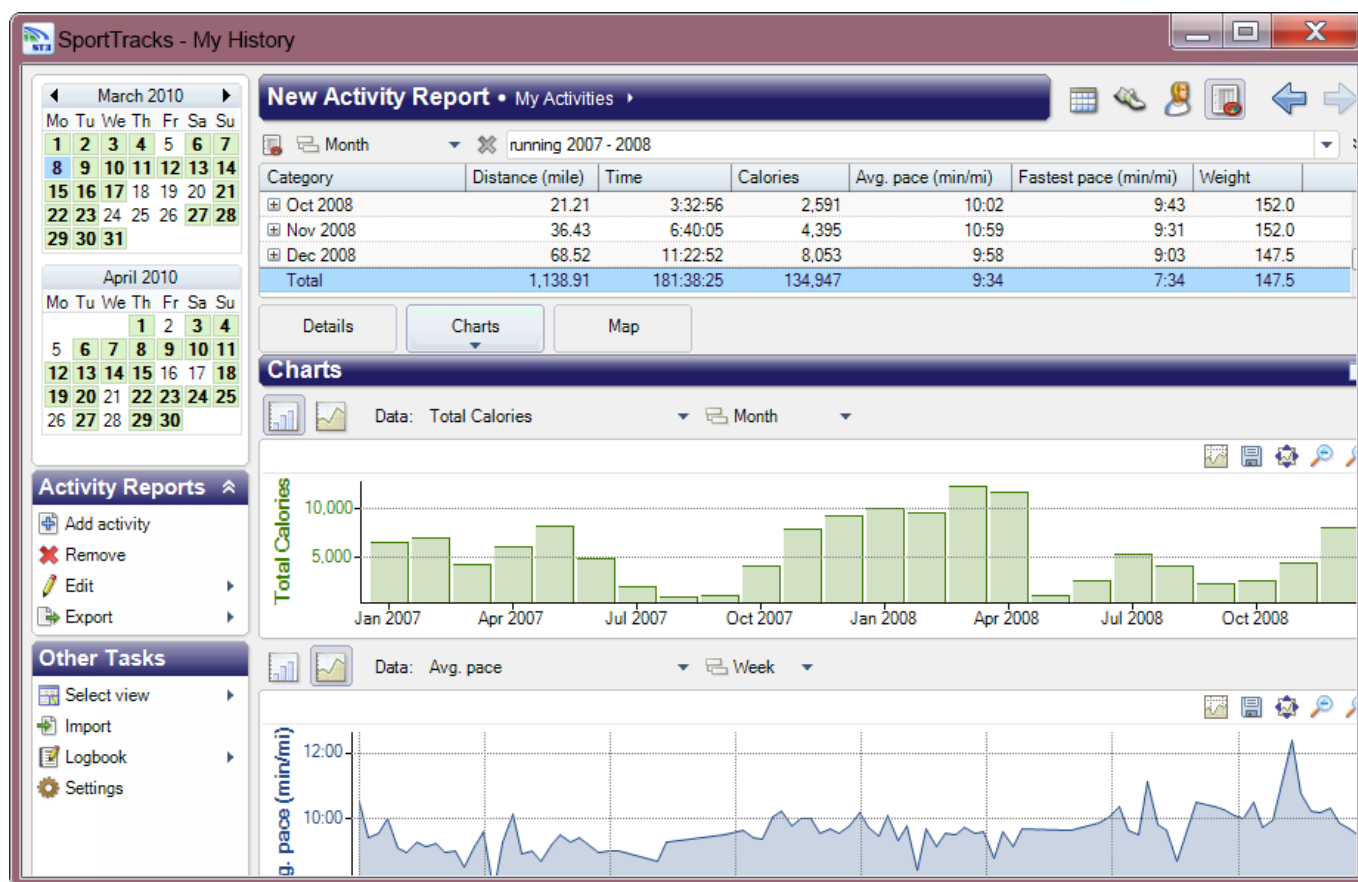 SportTracks - My History
March 2010
Mo Tu We Th Fr Sa Su
1 2 3 4 5 6 7
8 9 10 11 12 13 14
15 16 17 18 19 20 21
22 23 24 25 26 27 28
29 30 31
April 2010
Mo Tu We Th Fr Sa Su
1 2 3 4
5 6 7 8 9 10 11
12 13 14 15 16 17 18
19 20 21 22 23 24 25
26 27 28 29 30
Activity Reports
Add activity
Remove
Edit
Export
Other Tasks
Select view
Import
Logbook
Settings
New Activity Report • My Activities
Month running 2007 - 2008
Category Distance (mile) Time Calories Avg. pace (min/mi) Fastest pace (min/mi) Weight
Oct 2008 21.21 3:32:56 2,591 10:02 9:43 152.0
Nov 2008 36.43 6:40:05 4,395 10:59 9:31 152.0
Dec 2008 68.52 11:22:52 8,053 9:58 9:03 147.5
Total 1,138.91 181:38:25 134,947 9:34 7:34 147.5
Details Charts Map
Charts
Data: Total Calories Month
Total Calories
10,000
5,000
Jan 2007 Apr 2007 Jul 2007 Oct 2007 Jan 2008 Apr 2008 Jul 2008 Oct 2008
Data: Avg. pace Week
g. pace (min/mi)
12:00
10:00